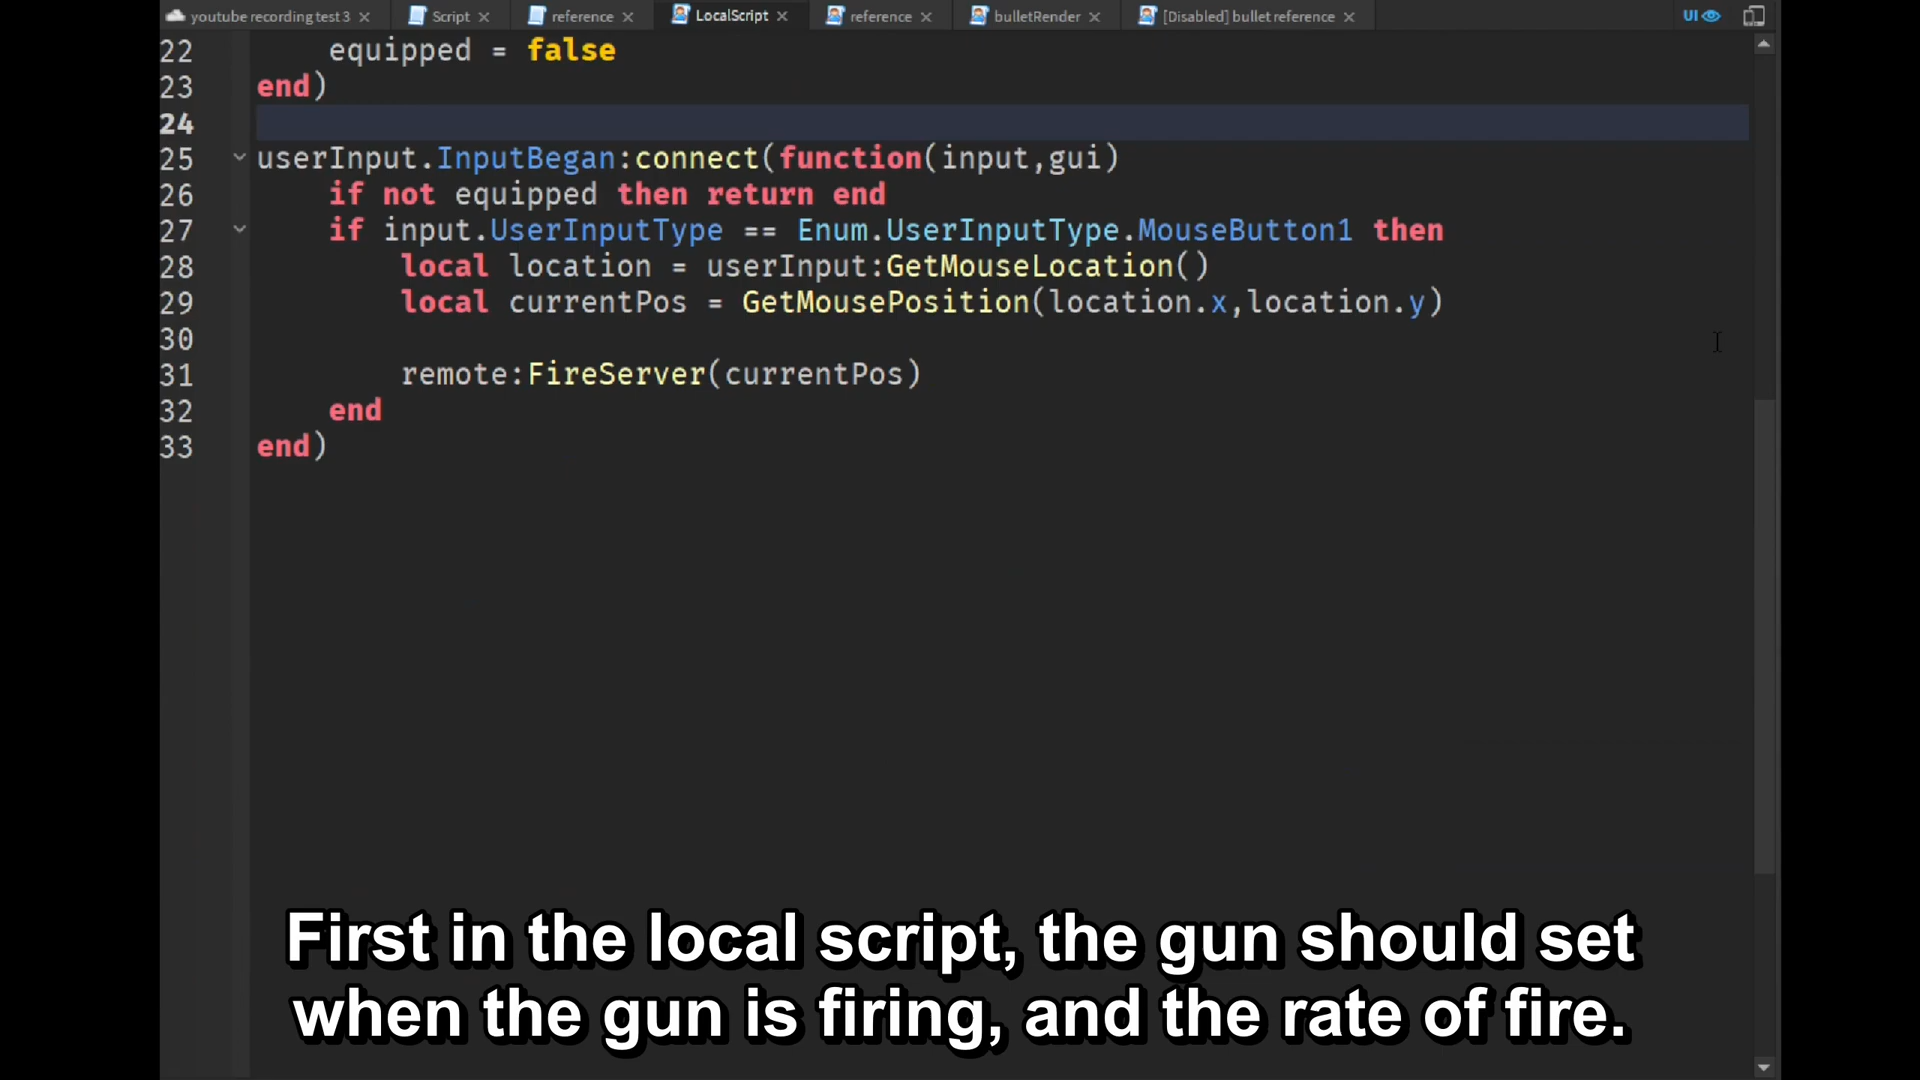 youtube recording test 3 Script reference LocalScript reference bulletRender [Disabled] bullet reference UI
22 equipped = false
23 end)
24
25 userInput.InputBegan:connect(function(input,gui)
26 if not equipped then return end
27 if input.UserInputType == Enum.UserInputType.MouseButton1 then
28 local location = userInput:GetMouseLocation()
29 local currentPos = GetMousePosition(location.x,location.y)
30
31 remote:FireServer(currentPos)
32 end
33 end)
First in the local script, the gun should set
when the gun is firing, and the rate of fire.